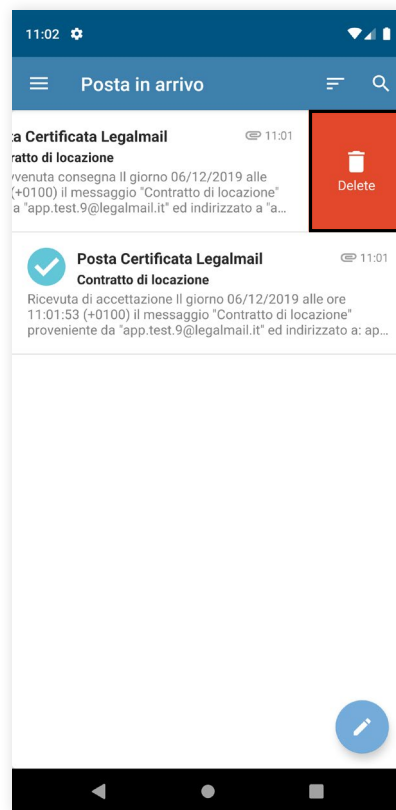 11:02
Posta in arrivo
a Certificata Legalmail 11:01
ratto di locazione
vvenuta consegna Il giorno 06/12/2019 alle
(+0100) il messaggio "Contratto di locazione"
a "app.test.9@legalmail.it" ed indirizzato a "a...
Delete
Posta Certificata Legalmail 11:01
Contratto di locazione
Ricevuta di accettazione Il giorno 06/12/2019 alle ore
11:01:53 (+0100) il messaggio "Contratto di locazione"
proveniente da "app.test.9@legalmail.it" ed indirizzato a: ap...